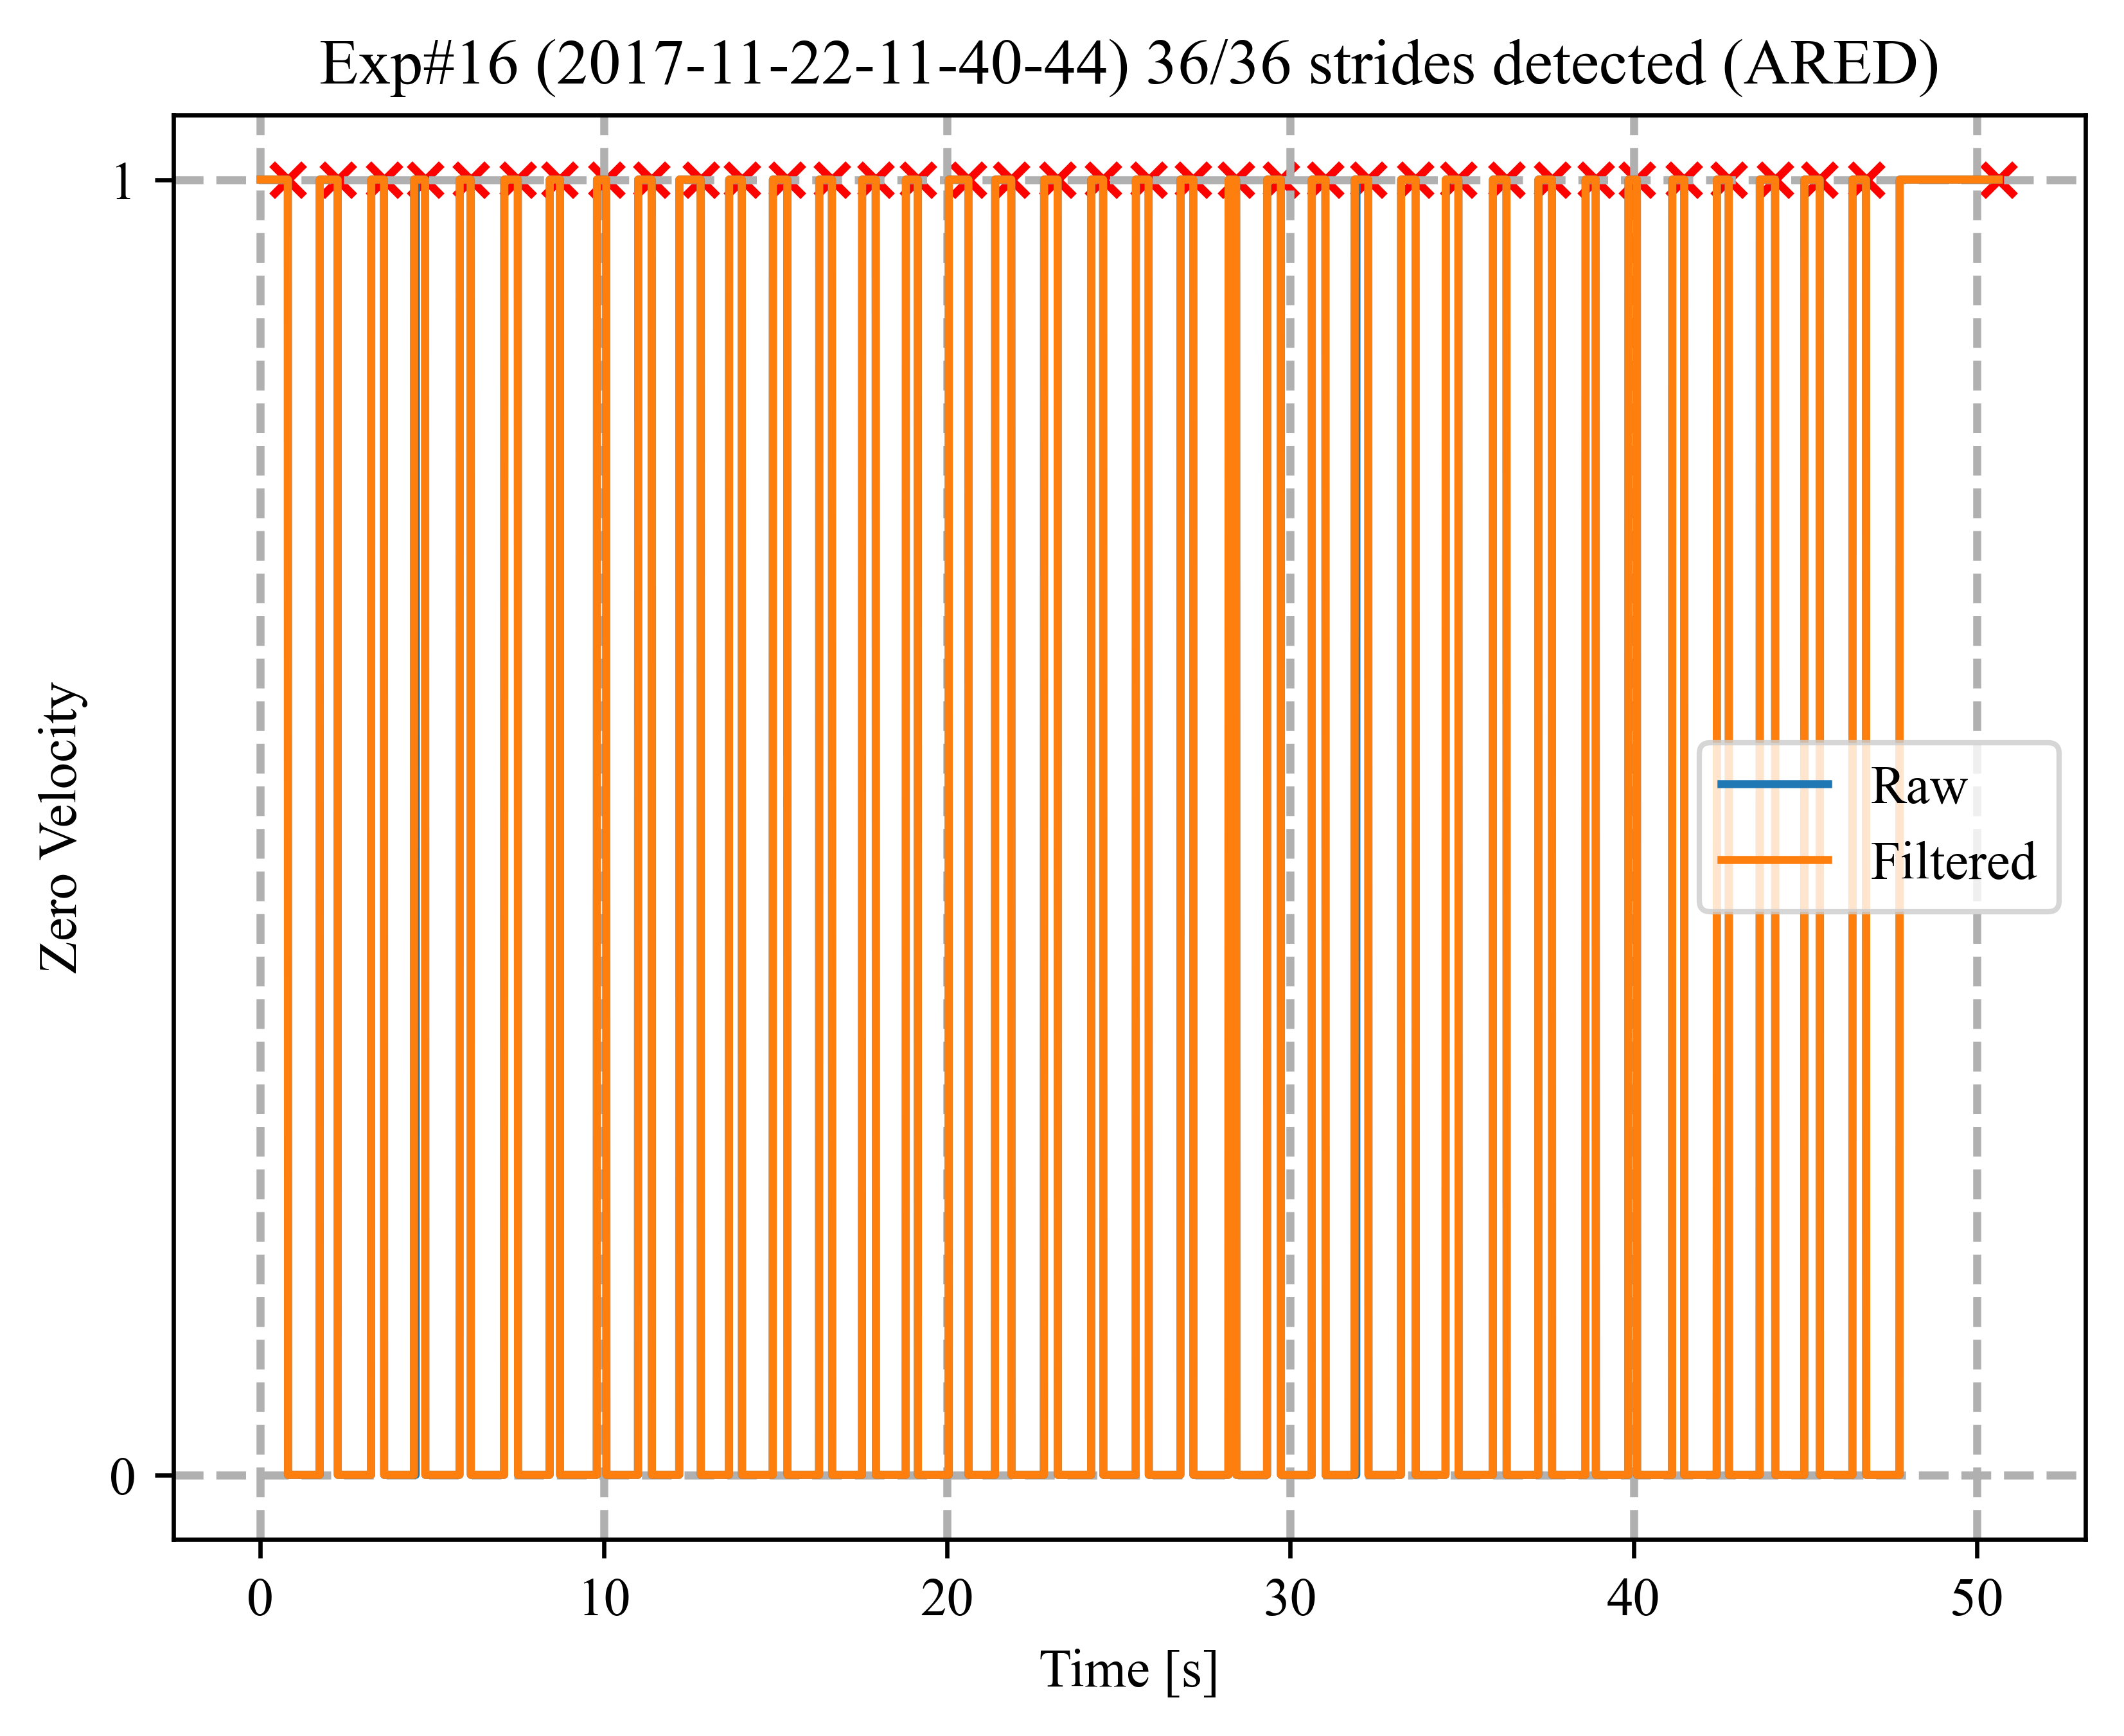 Exp#16 (2017-11-22-11-40-44) 36/36 strides detected (ARED)
1
Zero Velocity
Raw
Filtered
0
0 10 20 30 40 50
Time [s]